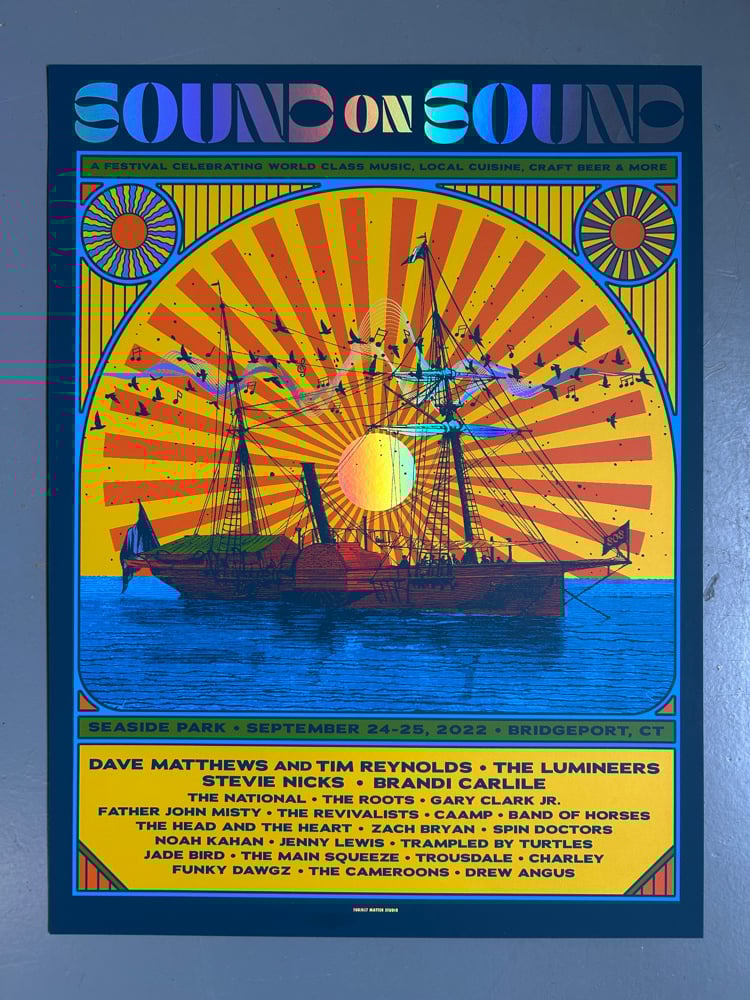 SOUND ON SOUND
A FESTIVAL CELEBRATING WORLD CLASS MUSIC, LOCAL CUISINE, CRAFT BEER & MORE
SOS
SEASIDE PARK • SEPTEMBER 24-25, 2022 • BRIDGEPORT, CT
DAVE MATTHEWS AND TIM REYNOLDS • THE LUMINEERS
STEVIE NICKS • BRANDI CARLILE
THE NATIONAL • THE ROOTS • GARY CLARK JR.
FATHER JOHN MISTY • THE REVIVALISTS • CAAMP • BAND OF HORSES
THE HEAD AND THE HEART • ZACH BRYAN • SPIN DOCTORS
NOAH KAHAN • JENNY LEWIS • TRAMPLED BY TURTLES
JADE BIRD • THE MAIN SQUEEZE • TROUSDALE • CHARLEY
FUNKY DAWGZ • THE CAMEROONS • DREW ANGUS
SUBJECT MATTER STUDIO